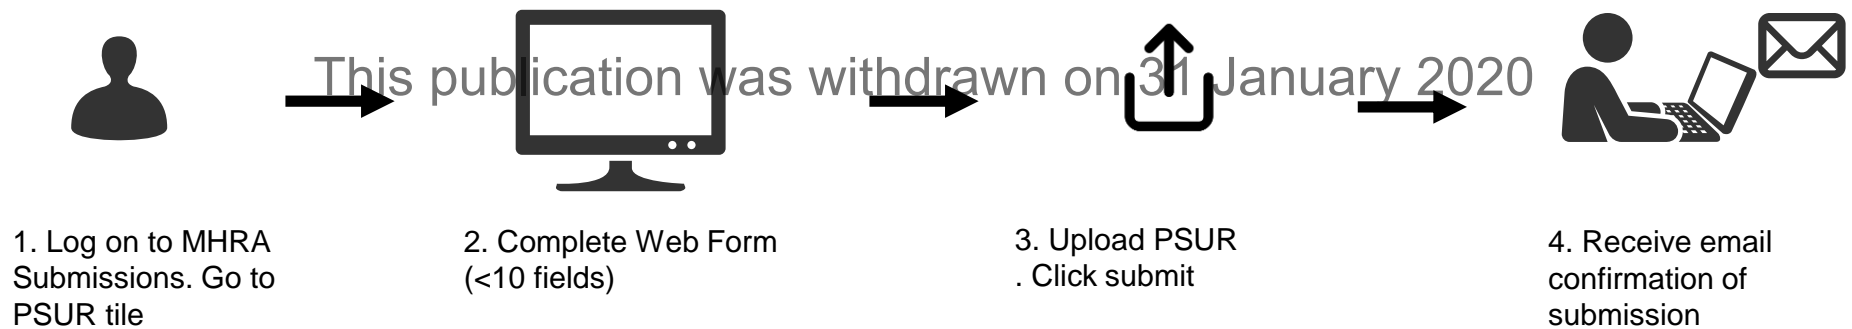 This publication was withdrawn on 31 January 2020
1. Log on to MHRA
Submissions. Go to
PSUR tile
2. Complete Web Form
(<10 fields)
3. Upload PSUR
. Click submit
4. Receive email
confirmation of
submission